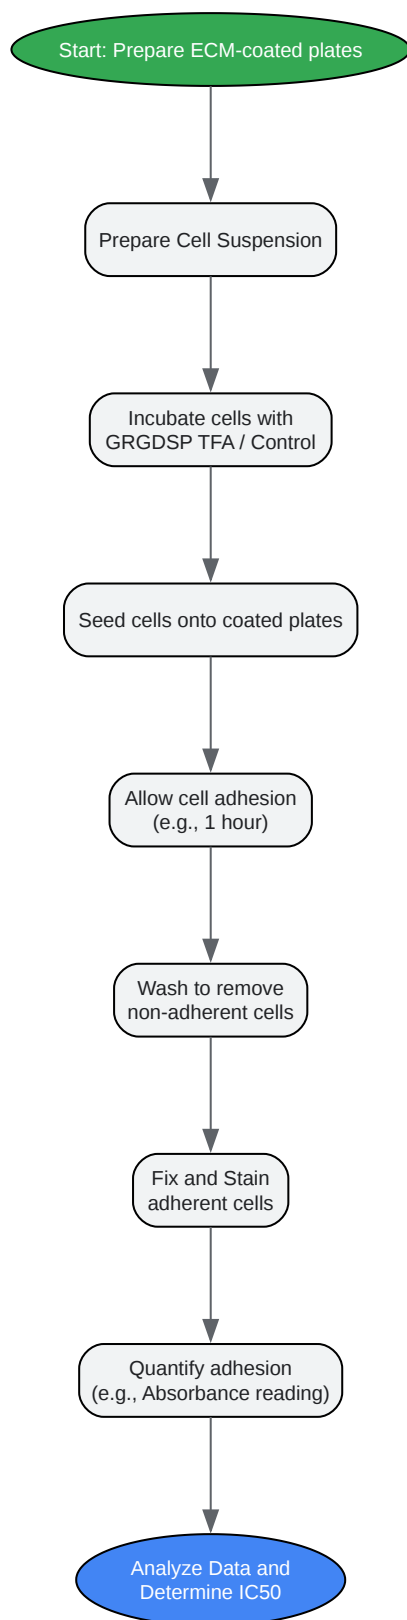 Start: Prepare ECM-coated plates
Prepare Cell Suspension
Incubate cells with
GRGDSP TFA / Control
Seed cells onto coated plates
Allow cell adhesion
(e.g., 1 hour)
Wash to remove
non-adherent cells
Fix and Stain
adherent cells
Quantify adhesion
(e.g., Absorbance reading)
Analyze Data and
Determine IC50